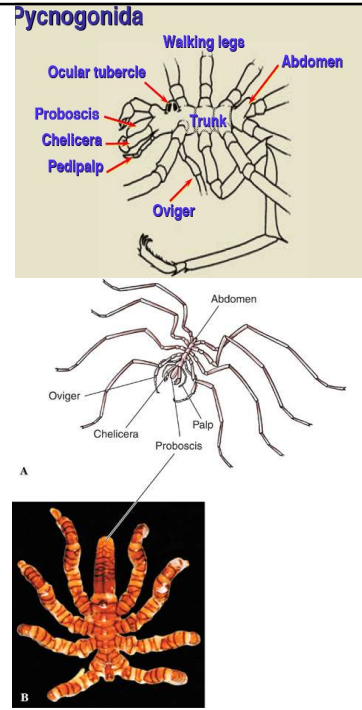 Pycnogonida
Walking legs
Abdomen
Ocular tubercle
Proboscis
Trunk
Chelicera
Pedipalp
Oviger
Abdomen
Oviger
Palp
Chelicera
Proboscis
A
B